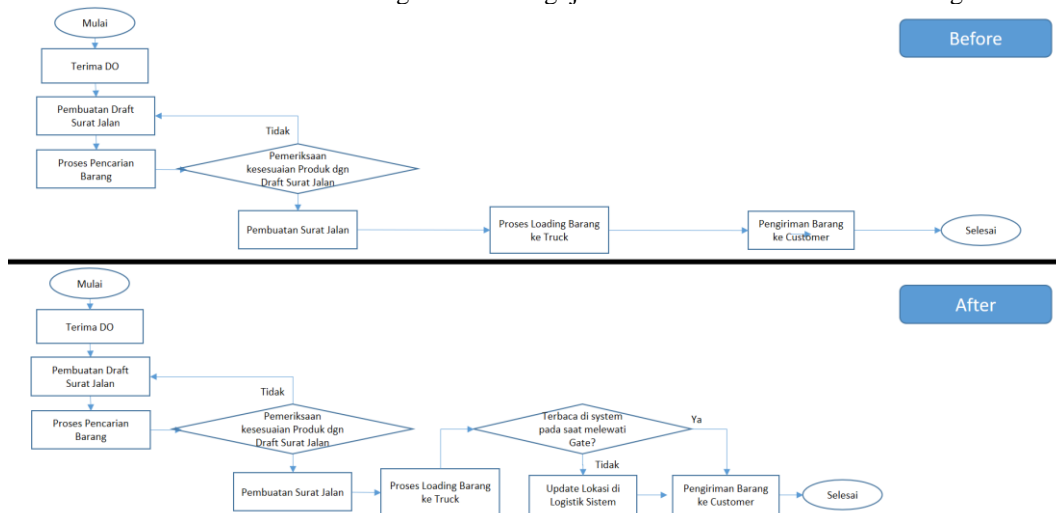 Before
Mulai
Terima DO
Pembuatan Draft
Surat Jalan
Tidak
Proses Pencarian
Barang
Pemeriksaan
kesesuaian Produk dgn
Draft Surat Jalan
Pembuatan Surat Jalan
Proses Loading Barang
ke Truck
Pengiriman Barang
ke Customer
Selesai
After
Mulai
Terima DO
Pembuatan Draft
Surat Jalan
Tidak
Proses Pencarian
Barang
Pemeriksaan
kesesuaian Produk dgn
Draft Surat Jalan
Terbaca di system
pada saat melewati
Gate?
Ya
Tidak
Pembuatan Surat Jalan
Proses Loading Barang
ke Truck
Update Lokasi di
Logistik Sistem
Pengiriman Barang
ke Customer
Selesai